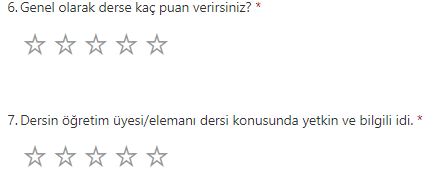 6. Genel olarak derse kaç puan verirsiniz? *
7. Dersin öğretim üyesi/elemanı dersi konusunda yetkin ve bilgili idi. *